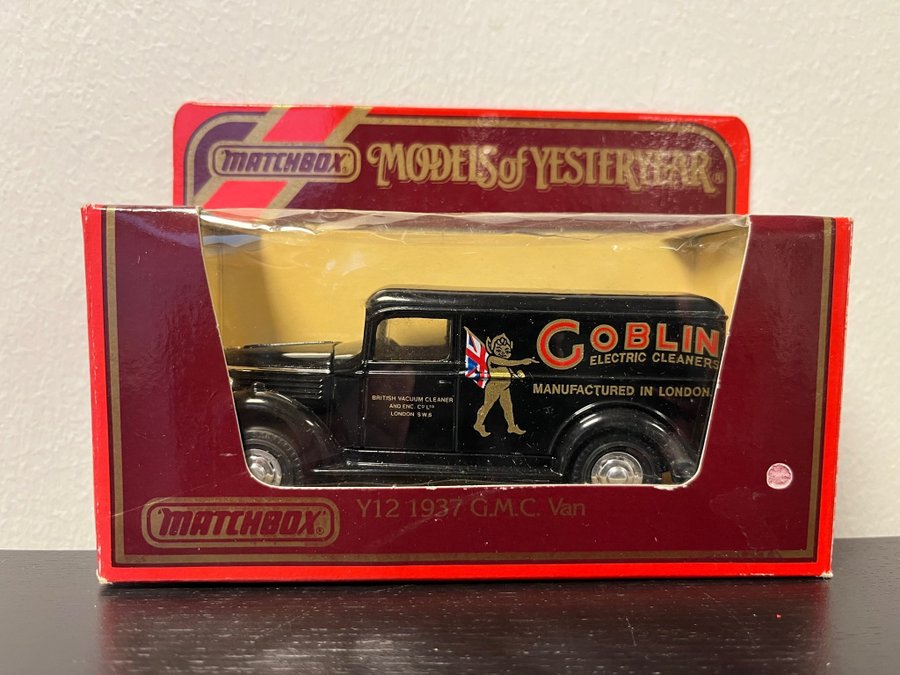 MATCHBOX® MODELS of YESTERYEAR®
GOBLIN
ELECTRIC CLEANERS
MANUFACTURED IN LONDON.
BRITISH VACUUM CLEANER
AND ENG. Co LTD
LONDON S W 6
MATCHBOX® Y12 1937 G.M.C. Van